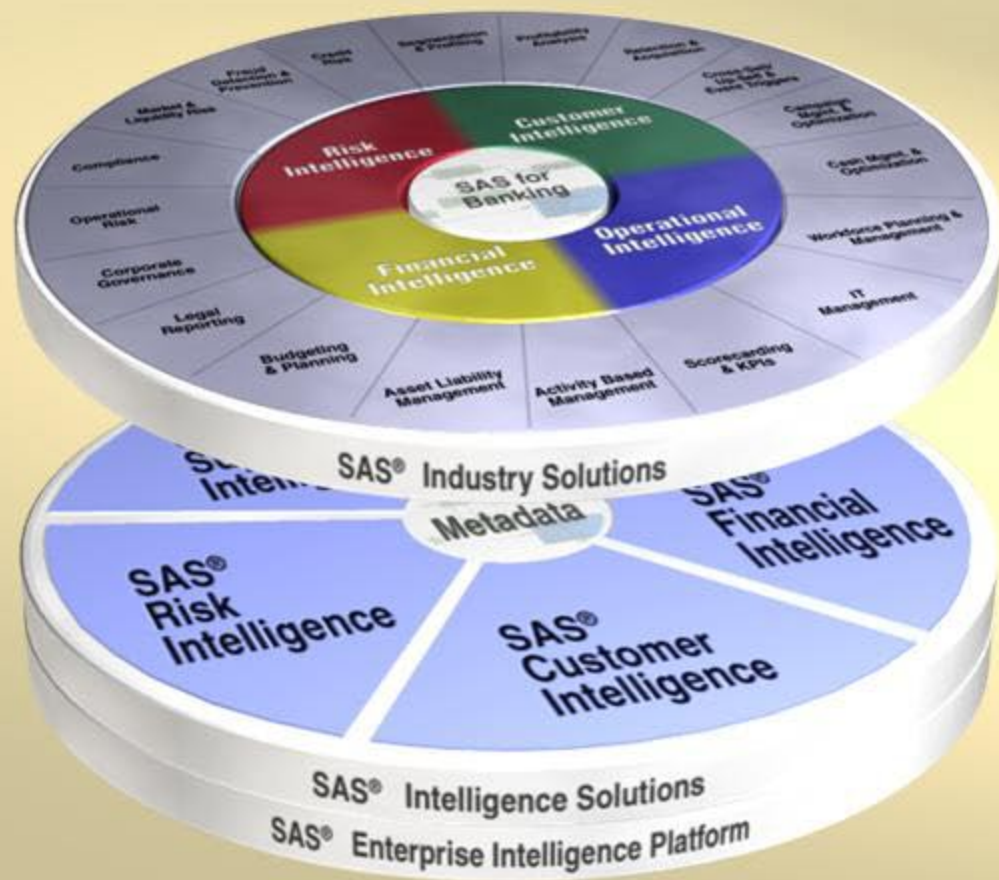 Segmentation
& Profiling
Profitability
Analysis
Credit
Risk
Retention &
Acquisition
Fraud
Detection &
Prevention
Cross-Sell/
Up-Sell &
Event Triggers
Market &
Liquidity Risk
Campaign
Mgmt. &
Optimization
Compliance
Cash Mgmt. &
Optimization
Operational
Risk
Workforce Planning &
Management
Corporate
Governance
IT
Management
Legal
Reporting
Budgeting
& Planning
Asset Liability
Management
Activity Based
Management
Scorecarding
& KPIs
Risk
Intelligence
Customer
Intelligence
SAS for
Banking
Financial
Intelligence
Operational
Intelligence
SAS® Industry Solutions
Metadata
SAS®
Financial
Intelligence
SAS®
Risk
Intelligence
SAS®
Customer
Intelligence
SAS® Intelligence Solutions
SAS® Enterprise Intelligence Platform